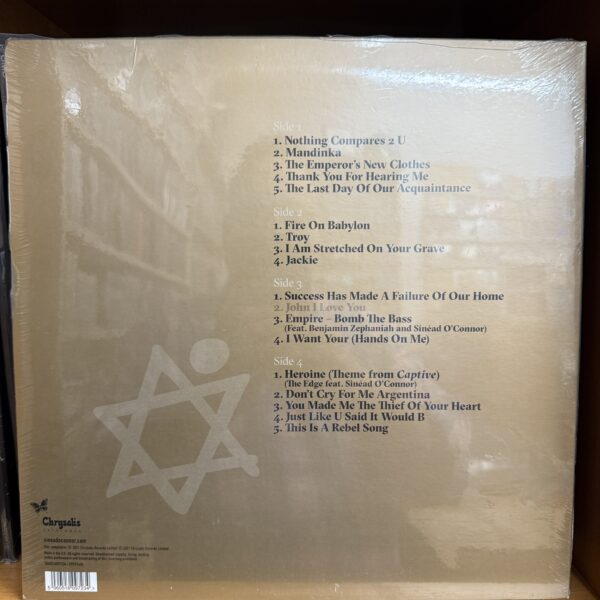 Side 1
1. Nothing Compares 2 U
2. Mandinka
3. The Emperor's New Clothes
4. Thank You For Hearing Me
5. The Last Day Of Our Acquaintance
Side 2
1. Fire On Babylon
2. Troy
3. I Am Stretched On Your Grave
4. Jackie
Side 3
1. Success Has Made A Failure Of Our Home
2. John I Love You
3. Empire – Bomb The Bass
(Feat. Benjamin Zephaniah and Sinéad O'Connor)
4. I Want Your (Hands On Me)
Side 4
1. Heroine (Theme from Captive)
(The Edge feat. Sinéad O'Connor)
2. Don't Cry For Me Argentina
3. You Made Me The Thief Of Your Heart
4. Just Like U Said It Would B
5. This Is A Rebel Song
Chrysalis
sineadoconnor.com